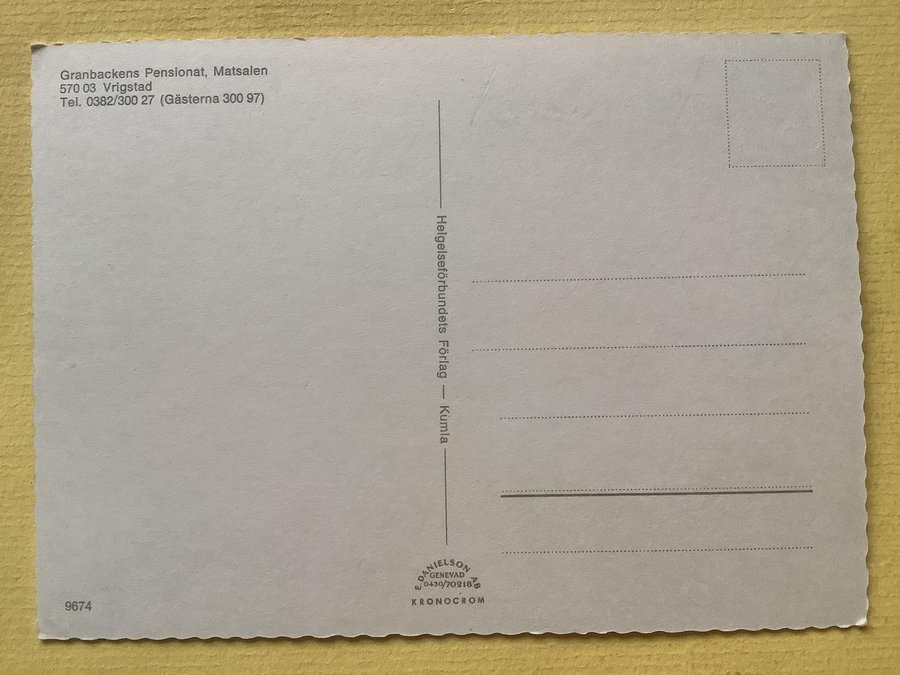 Granbackens Pensionat, Matsalen
570 03 Vrigstad
Tel. 0382/300 27 (Gästerna 300 97)
Helgelseförbundets Förlag — Kumla
E. DANIELSON AB
GENEVAD
0430/70218
KRONOCROM
9674